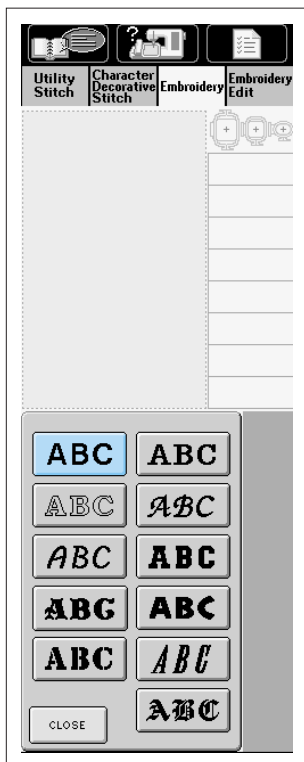 ?
Utility
Stitch
Character
Decorative
Stitch
Embroidery
Embroidery
Edit
ABC ABC
ABC ABC
ABC ABC
ABC ABC
ABC ABC
CLOSE ABC